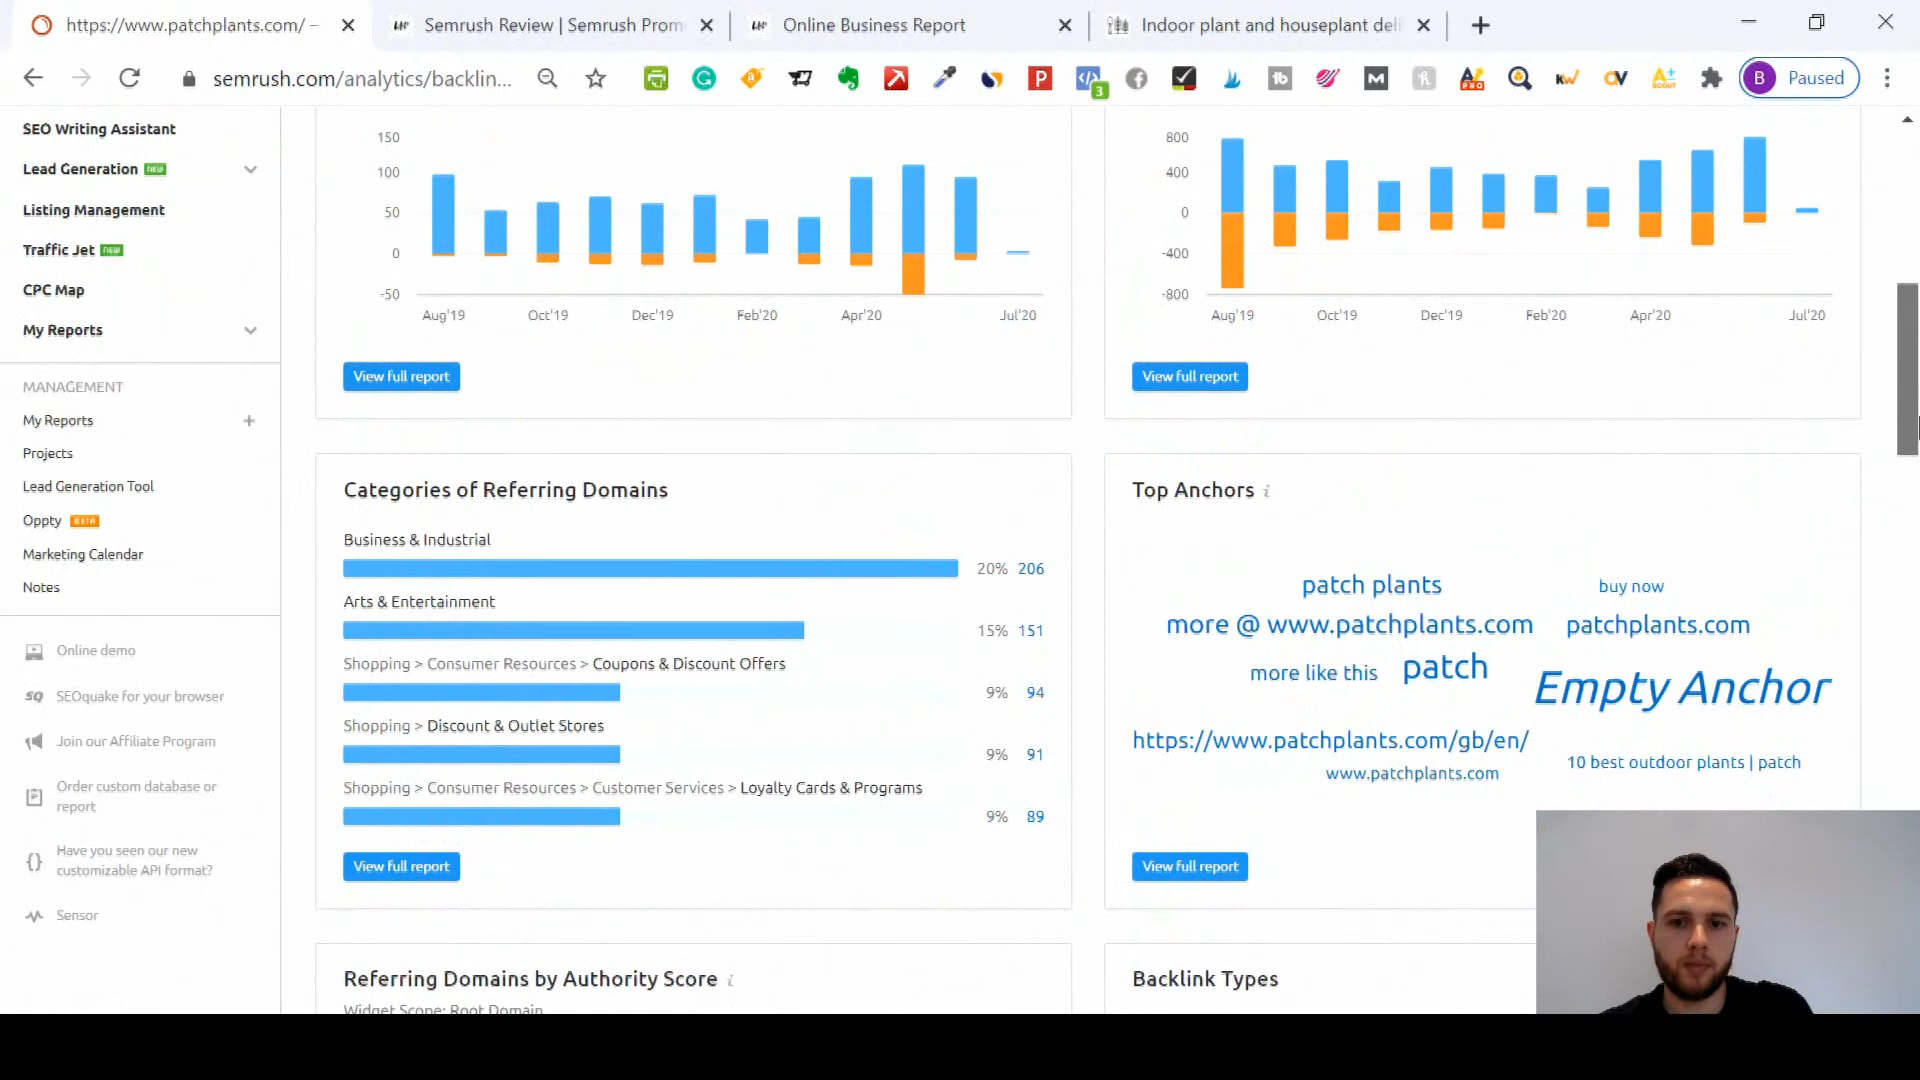 https://www.patchplants.com/ –
Semrush Review | Semrush Prom
Online Business Report
Indoor plant and houseplant deli
semrush.com/analytics/backlin...
3
B Paused
SEO Writing Assistant
Lead Generation NEW
Listing Management
Traffic Jet NEW
CPC Map
My Reports
MANAGEMENT
My Reports
Projects
Lead Generation Tool
Oppty BETA
Marketing Calendar
Notes
Online demo
SEOquake for your browser
Join our Affiliate Program
Order custom database or
report
Have you seen our new
customizable API format?
Sensor
150
100
50
0
-50
Aug'19 Oct'19 Dec'19 Feb'20 Apr'20 Jul'20
View full report
800
400
0
-400
-800
Aug'19 Oct'19 Dec'19 Feb'20 Apr'20 Jul'20
View full report
Categories of Referring Domains
Business & Industrial
20% 206
Arts & Entertainment
15% 151
Shopping > Consumer Resources > Coupons & Discount Offers
9% 94
Shopping > Discount & Outlet Stores
9% 91
Shopping > Consumer Resources > Customer Services > Loyalty Cards & Programs
9% 89
View full report
Top Anchors i
patch plants buy now
more @ www.patchplants.com patchplants.com
more like this patch
Empty Anchor
https://www.patchplants.com/gb/en/
www.patchplants.com
10 best outdoor plants | patch
View full report
Referring Domains by Authority Score i
Widget Scope: Root Domain
Backlink Types